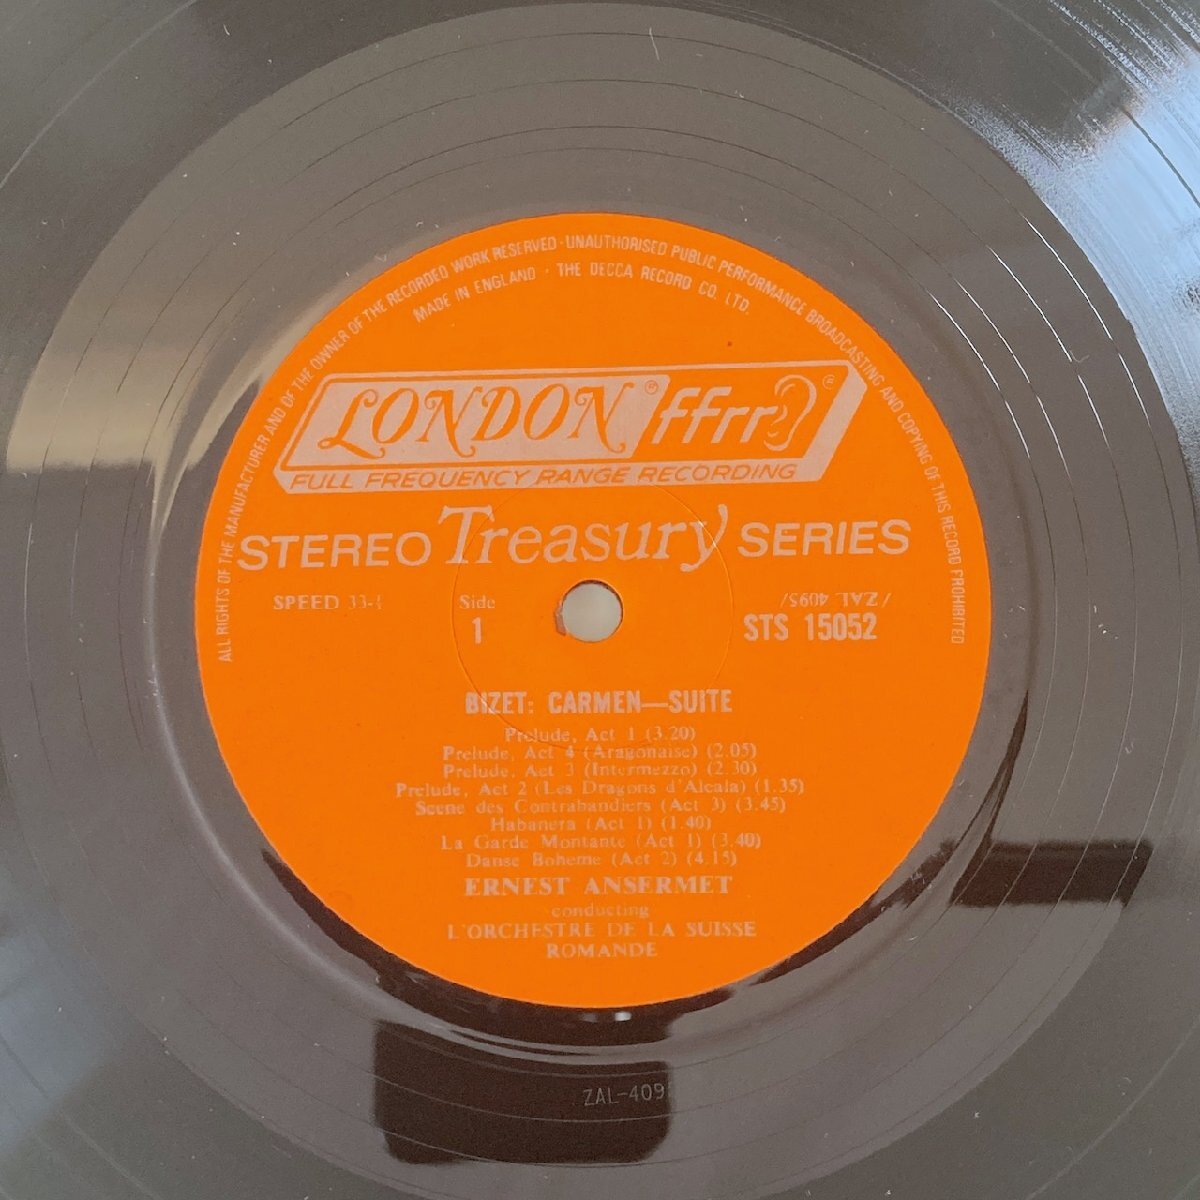 ALL RIGHTS OF THE MANUFACTURER AND OF THE OWNER OF THE RECORDED WORK RESERVED · UNAUTHORISED PUBLIC PERFORMANCE BROADCASTING AND COPYING OF THIS RECORD PROHIBITED
MADE IN ENGLAND · THE DECCA RECORD CO. LTD.
LONDON® ffrr ®
FULL FREQUENCY RANGE RECORDING
STEREO Treasury SERIES
SPEED 33⅓ Side /ZAL 4095/
1 STS 15052
BIZET: CARMEN—SUITE
Prelude, Act 1 (3.20)
Prelude, Act 4 (Aragonaise) (2.05)
Prelude, Act 3 (Intermezzo) (2.30)
Prelude, Act 2 (Les Dragons d'Alcala) (1.35)
Scene des Contrabandiers (Act 3) (3.45)
Habanera (Act 1) (1.40)
La Garde Montante (Act 1) (3.40)
Danse Boheme (Act 2) (4.15)
ERNEST ANSERMET
conducting
L'ORCHESTRE DE LA SUISSE
ROMANDE